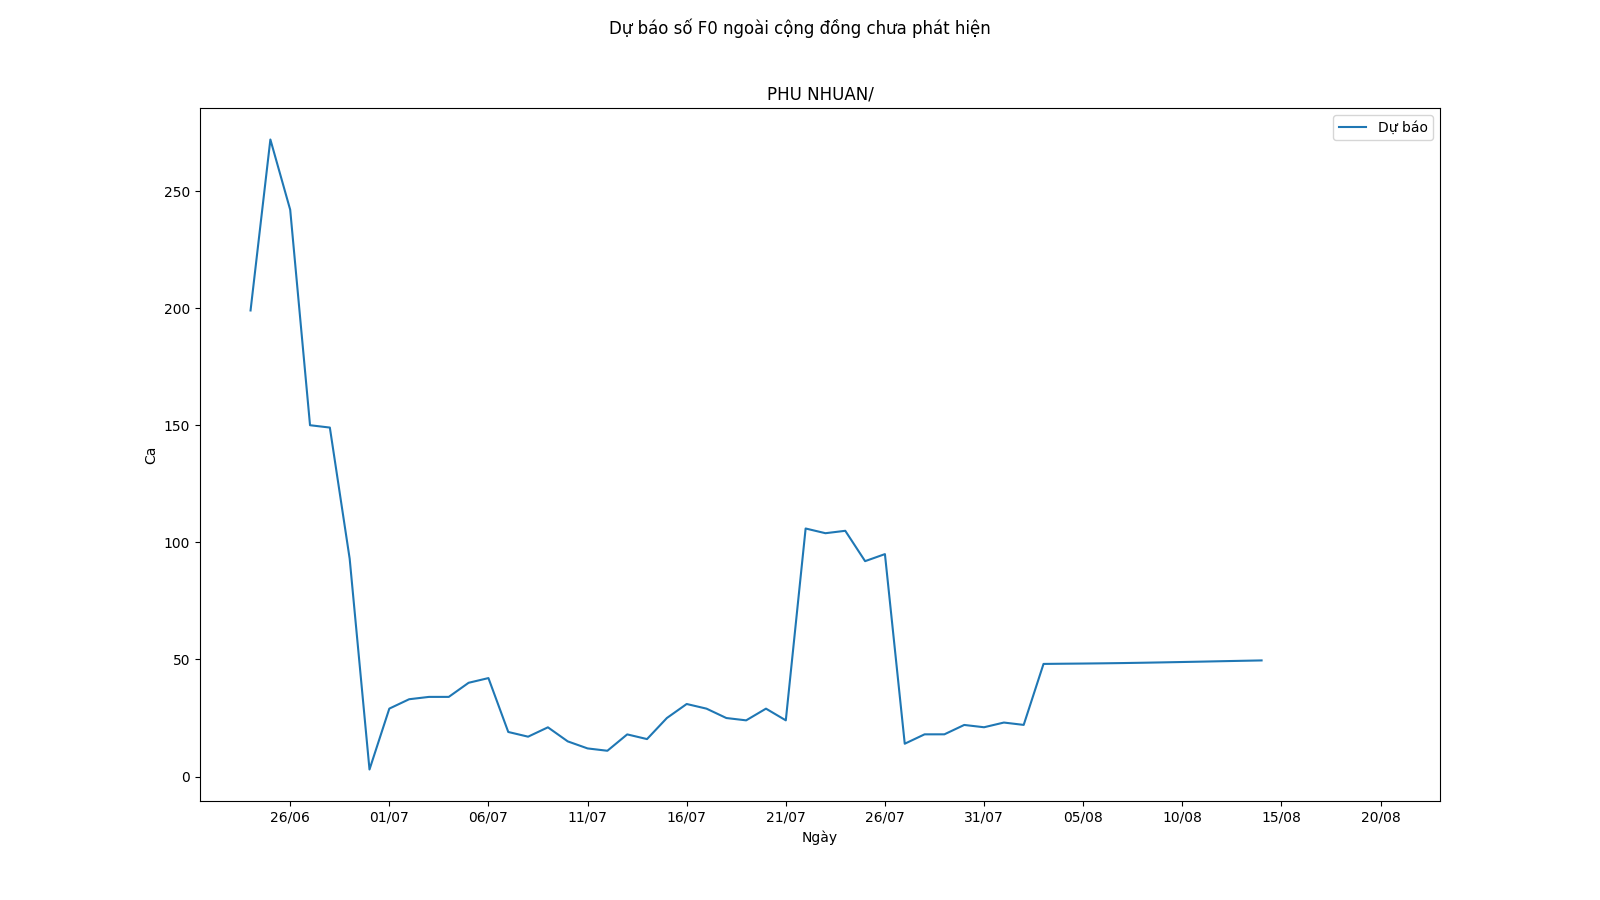 Dự báo số F0 ngoài cộng đồng chưa phát hiện
PHU NHUAN/
Dự báo
250
200
150
100
50
0
Ca
26/06 01/07 06/07 11/07 16/07 21/07 26/07 31/07 05/08 10/08 15/08 20/08
Ngày